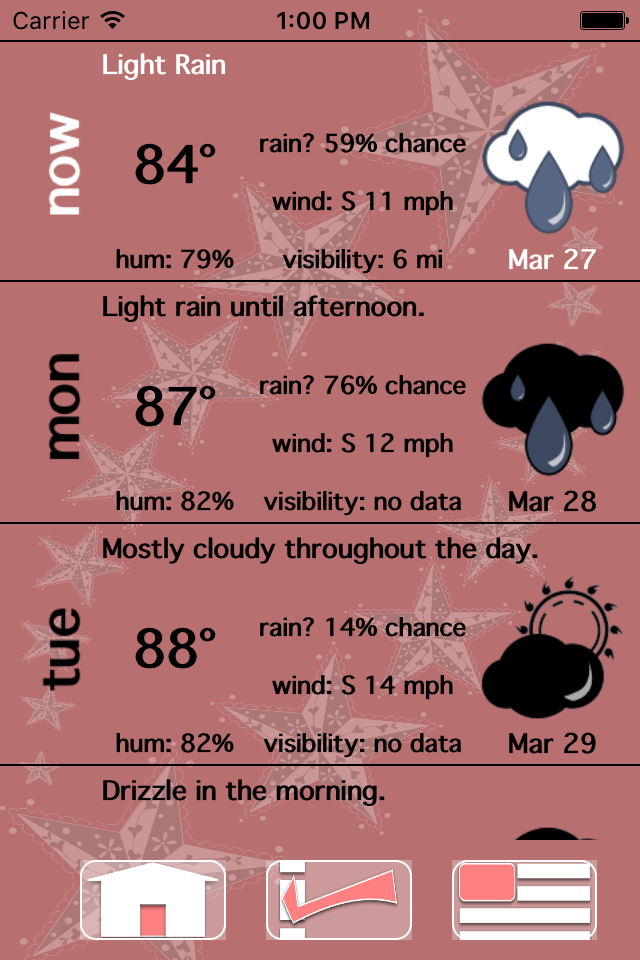 Carrier 1:00 PM
Light Rain
now
84°
rain? 59% chance
wind: S 11 mph
hum: 79% visibility: 6 mi Mar 27
Light rain until afternoon.
mon
87°
rain? 76% chance
wind: S 12 mph
hum: 82% visibility: no data Mar 28
Mostly cloudy throughout the day.
tue
88°
rain? 14% chance
wind: S 14 mph
hum: 82% visibility: no data Mar 29
Drizzle in the morning.